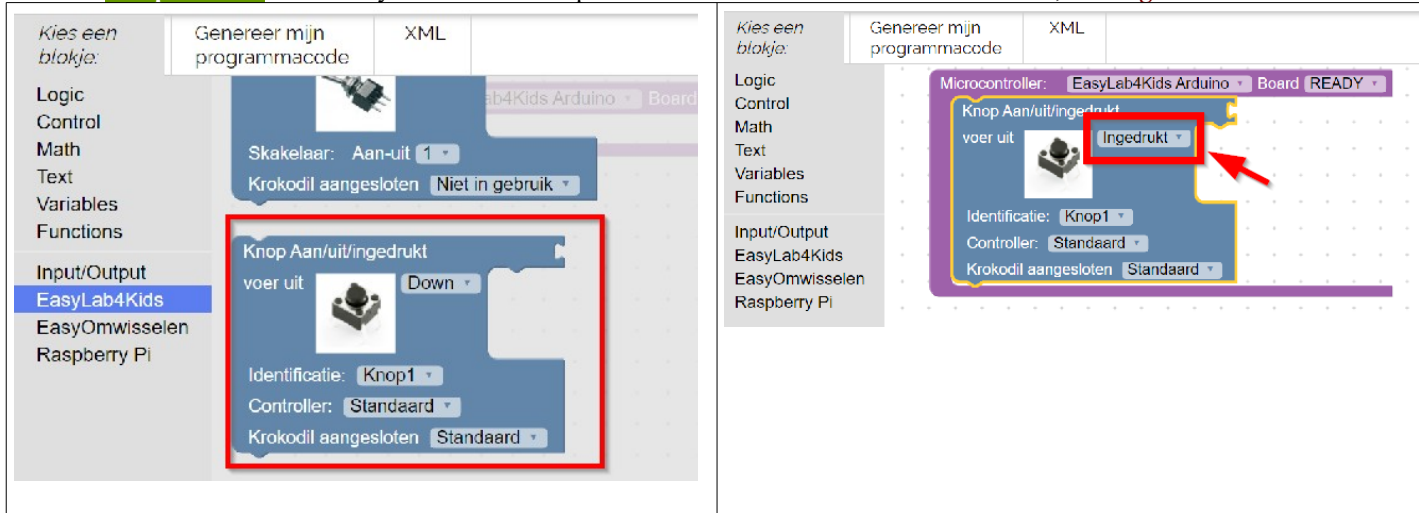 Kies een
blokje:
Genereer mijn
programmacode
XML
Logic
Control
Math
Text
Variables
Functions
Input/Output
EasyLab4Kids
EasyOmwisselen
Raspberry Pi
ab4Kids Arduino Board
Skakelaar: Aan-uit 1
Krokodil aangesloten Niet in gebruik
Knop Aan/uit/ingedrukt
voer uit Down
Identificatie: Knop1
Controller: Standaard
Krokodil aangesloten Standaard
Kies een
blokje:
Genereer mijn
programmacode
XML
Logic
Control
Math
Text
Variables
Functions
Input/Output
EasyLab4Kids
EasyOmwisselen
Raspberry Pi
Microcontroller: EasyLab4Kids Arduino Board READY
Knop Aan/uit/ingedrukt
voer uit Ingedrukt
Identificatie: Knop1
Controller: Standaard
Krokodil aangesloten Standaard